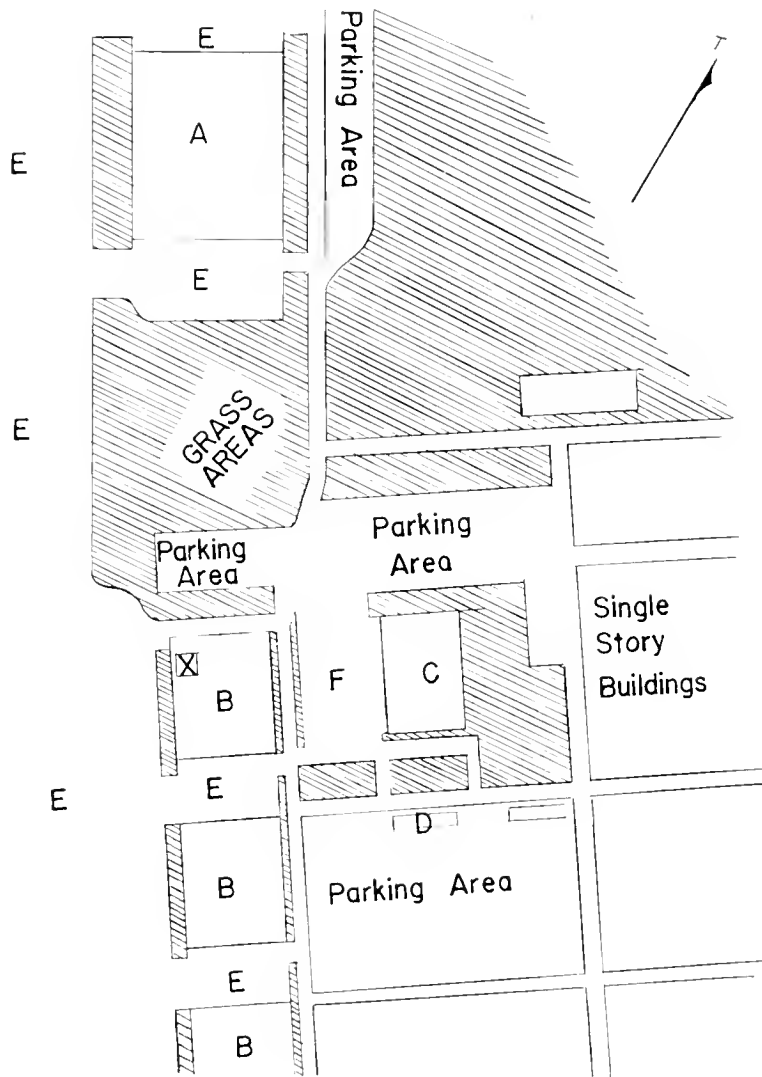 E
Parking Area
A
E
E
E
GRASS
AREAS
Parking
Area
Parking
Area
Single
Story
Buildings
X
B
F
C
E
E
D
B
Parking Area
E
B